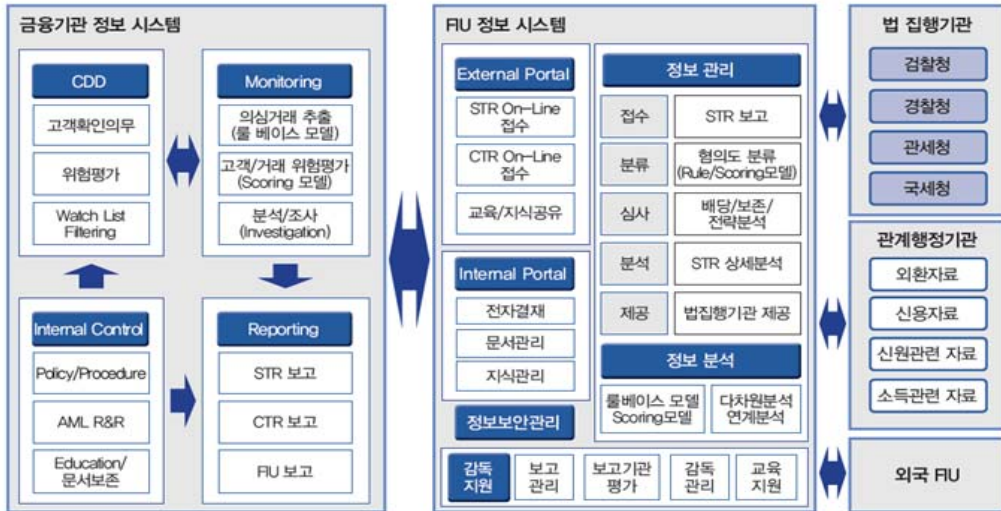 금융기관 정보 시스템
CDD
고객확인의무
위험평가
Watch List
Filtering
Monitoring
의심거래 추출
(룰 베이스 모델)
고객/거래 위험평가
(Scoring 모델)
분석/조사
(Investigation)
Internal Control
Policy/Procedure
AML R&R
Education/
문서보존
Reporting
STR 보고
CTR 보고
FIU 보고
FIU 정보 시스템
External Portal
STR On-Line
접수
CTR On-Line
접수
교육/지식공유
Internal Portal
전자결재
문서관리
지식관리
정보보안관리
정보 관리
접수
STR 보고
분류
혐의도 분류
(Rule/Scoring모델)
심사
배당/보존/
전략분석
분석
STR 상세분석
제공
법집행기관 제공
정보 분석
룰베이스 모델
Scoring모델
다차원분석
연계분석
감독
지원
보고
관리
보고기관
평가
감독
관리
교육
지원
법 집행기관
검찰청
경찰청
관세청
국세청
관계행정기관
외환자료
신용자료
신원관련 자료
소득관련 자료
외국 FIU